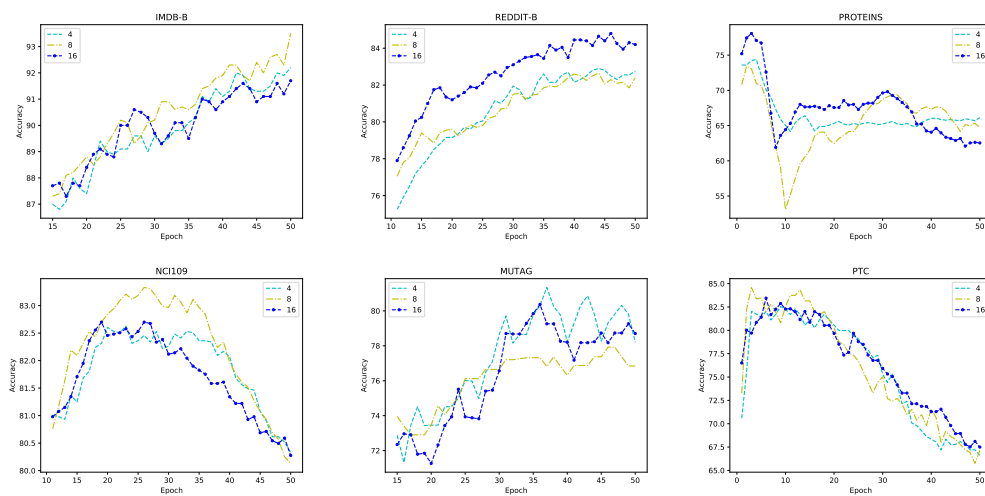 IMDB-B
4
8
16
Accuracy
93
92
91
90
89
88
87
15 20 25 30 35 40 45 50
Epoch
REDDIT-B
4
8
16
Accuracy
84
82
80
78
76
10 15 20 25 30 35 40 45 50
Epoch
PROTEINS
4
8
16
Accuracy
75
70
65
60
55
0 10 20 30 40 50
Epoch
NCI109
4
8
16
Accuracy
83.0
82.5
82.0
81.5
81.0
80.5
80.0
10 15 20 25 30 35 40 45 50
Epoch
MUTAG
4
8
16
Accuracy
80
78
76
74
72
15 20 25 30 35 40 45 50
Epoch
PTC
4
8
16
Accuracy
85.0
82.5
80.0
77.5
75.0
72.5
70.0
67.5
65.0
0 10 20 30 40 50
Epoch